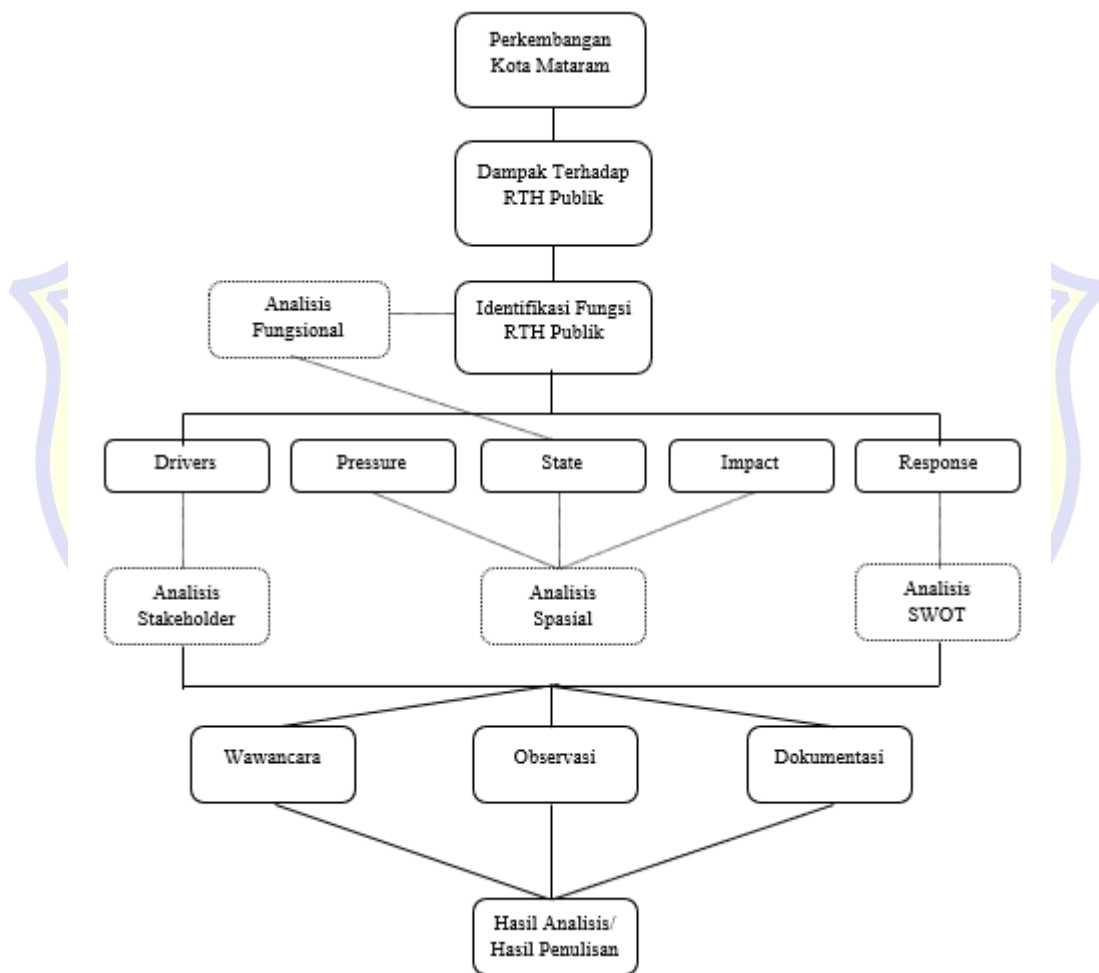 Perkembangan
Kota Mataram
Dampak Terhadap
RTH Publik
Analisis
Fungsional
Identifikasi Fungsi
RTH Publik
Drivers
Pressure
State
Impact
Response
Analisis
Stakeholder
Analisis
Spasial
Analisis
SWOT
Wawancara
Observasi
Dokumentasi
Hasil Analisis/
Hasil Penulisan